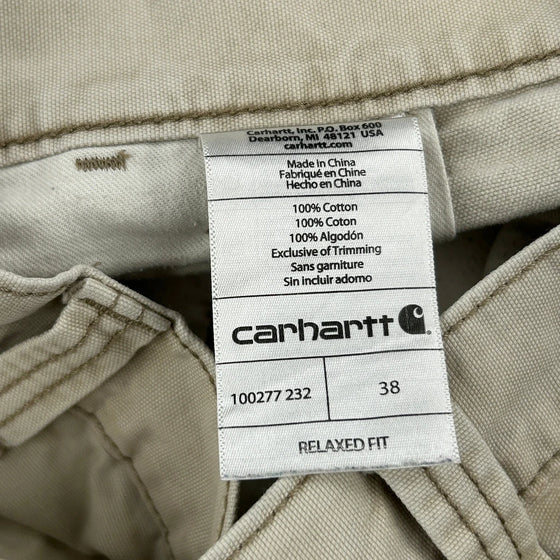 Carhartt, Inc. P.O. Box 600
Dearborn, MI 48121 USA
carhartt.com
Made in China
Fabriqué en Chine
Hecho en China
100% Cotton
100% Coton
100% Algodón
Exclusive of Trimming
Sans garniture
Sin incluir adorno
carhartt
100277 232
38
RELAXED FIT